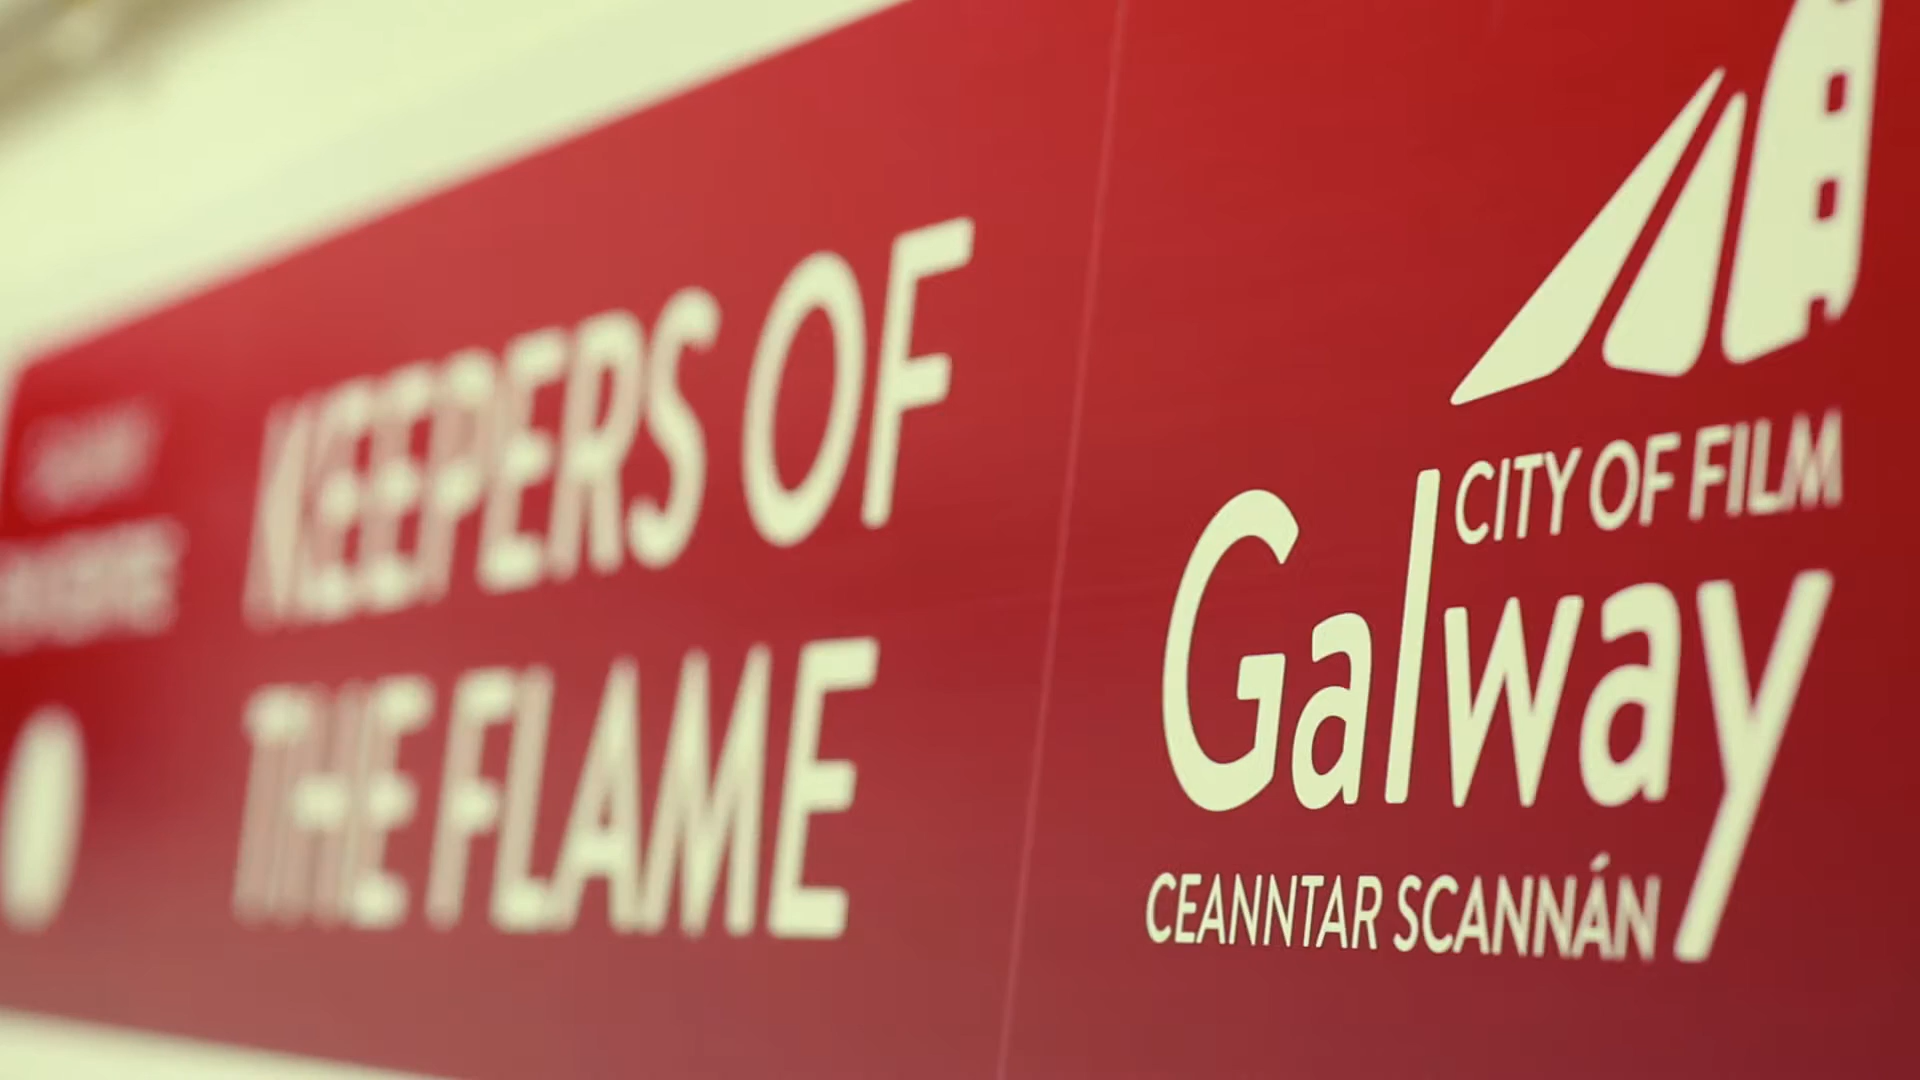 KEEPERS OF
THE FLAME
CITY OF FILM
Galway
CEANNTAR SCANNÁN